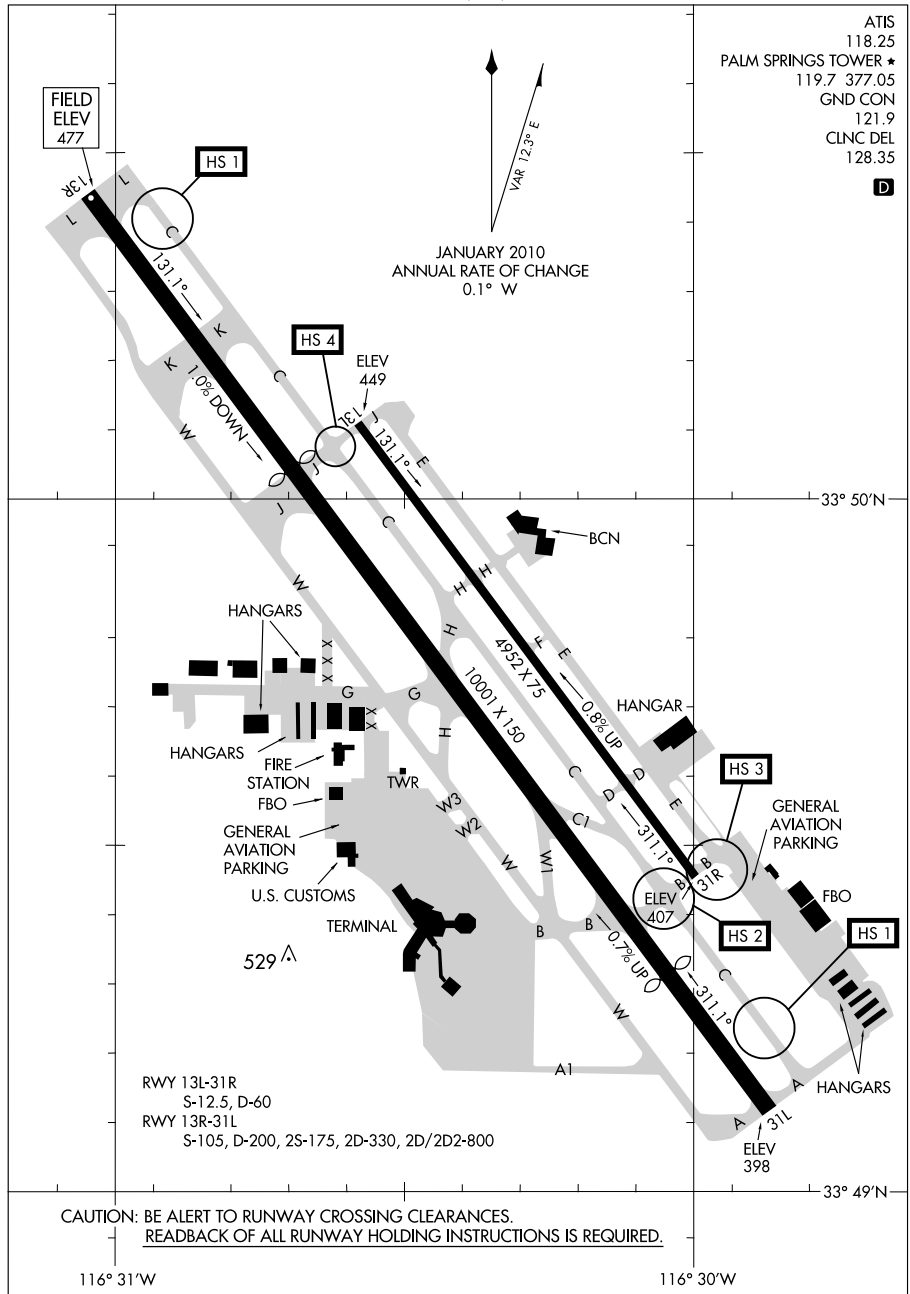 ATIS
118.25
PALM SPRINGS TOWER ★
119.7 377.05
GND CON
121.9
CLNC DEL
128.35
D
FIELD
ELEV
477
HS 1
VAR 12.3° E
JANUARY 2010
ANNUAL RATE OF CHANGE
0.1° W
13R
L
L
C
131.1°
K
K
HS 4
ELEV
449
C
1.0% DOWN
W
13L
J
131.1°
E
J
J
33° 50'N
C
BCN
W
H
H
HANGARS
X
X
X
H
F
E
4952 X 75
G
G
X
X
H
10001 X 150
0.8% UP
HANGAR
HANGARS
FIRE
STATION
FBO
TWR
C
D
D
E
HS 3
W3
W2
C1
311.1°
GENERAL
AVIATION
PARKING
GENERAL
AVIATION
PARKING
W
W1
B
B
31R
U.S. CUSTOMS
ELEV
407
FBO
TERMINAL
B
B
HS 2
HS 1
529
0.7% UP
C
311.1°
W
A1
RWY 13L-31R
S-12.5, D-60
RWY 13R-31L
S-105, D-200, 2S-175, 2D-330, 2D/2D2-800
A
HANGARS
A
31L
ELEV
398
33° 49'N
CAUTION: BE ALERT TO RUNWAY CROSSING CLEARANCES.
READBACK OF ALL RUNWAY HOLDING INSTRUCTIONS IS REQUIRED.
116° 31'W
116° 30'W